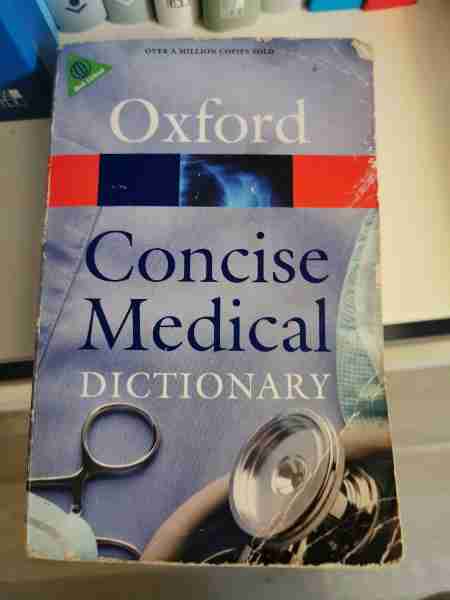 OVER A MILLION COPIES SOLD
Oxford
Concise
Medical
DICTIONARY